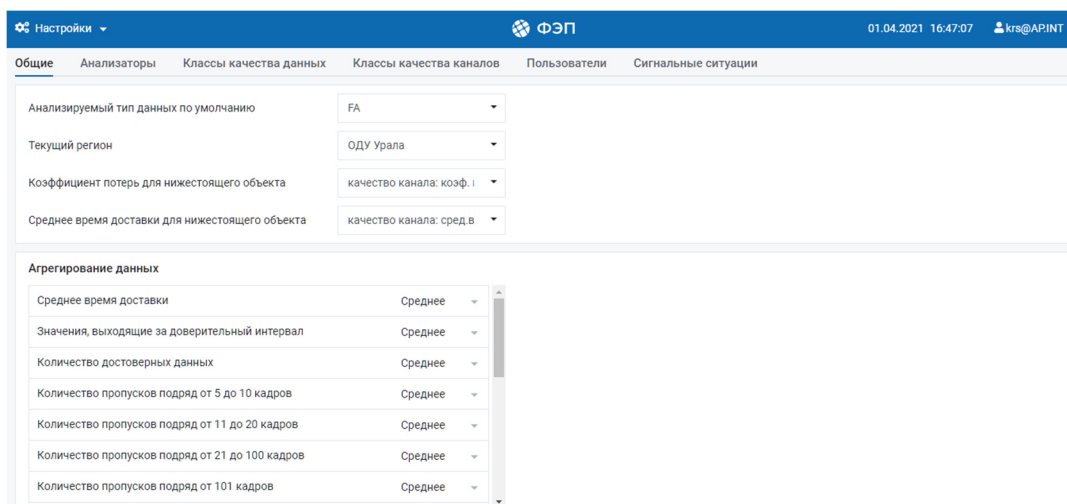 Настройки ФЭП 01.04.2021 16:47:07 krs@AP.INT
Общие Анализаторы Классы качества данных Классы качества каналов Пользователи Сигнальные ситуации
Анализируемый тип данных по умолчанию FA
Текущий регион ОДУ Урала
Коэффициент потерь для нижестоящего объекта качество канала: коэф.
Среднее время доставки для нижестоящего объекта качество канала: сред.в
Агрегирование данных
Среднее время доставки Среднее
Значения, выходящие за доверительный интервал Среднее
Количество достоверных данных Среднее
Количество пропусков подряд от 5 до 10 кадров Среднее
Количество пропусков подряд от 11 до 20 кадров Среднее
Количество пропусков подряд от 21 до 100 кадров Среднее
Количество пропусков подряд от 101 кадров Среднее